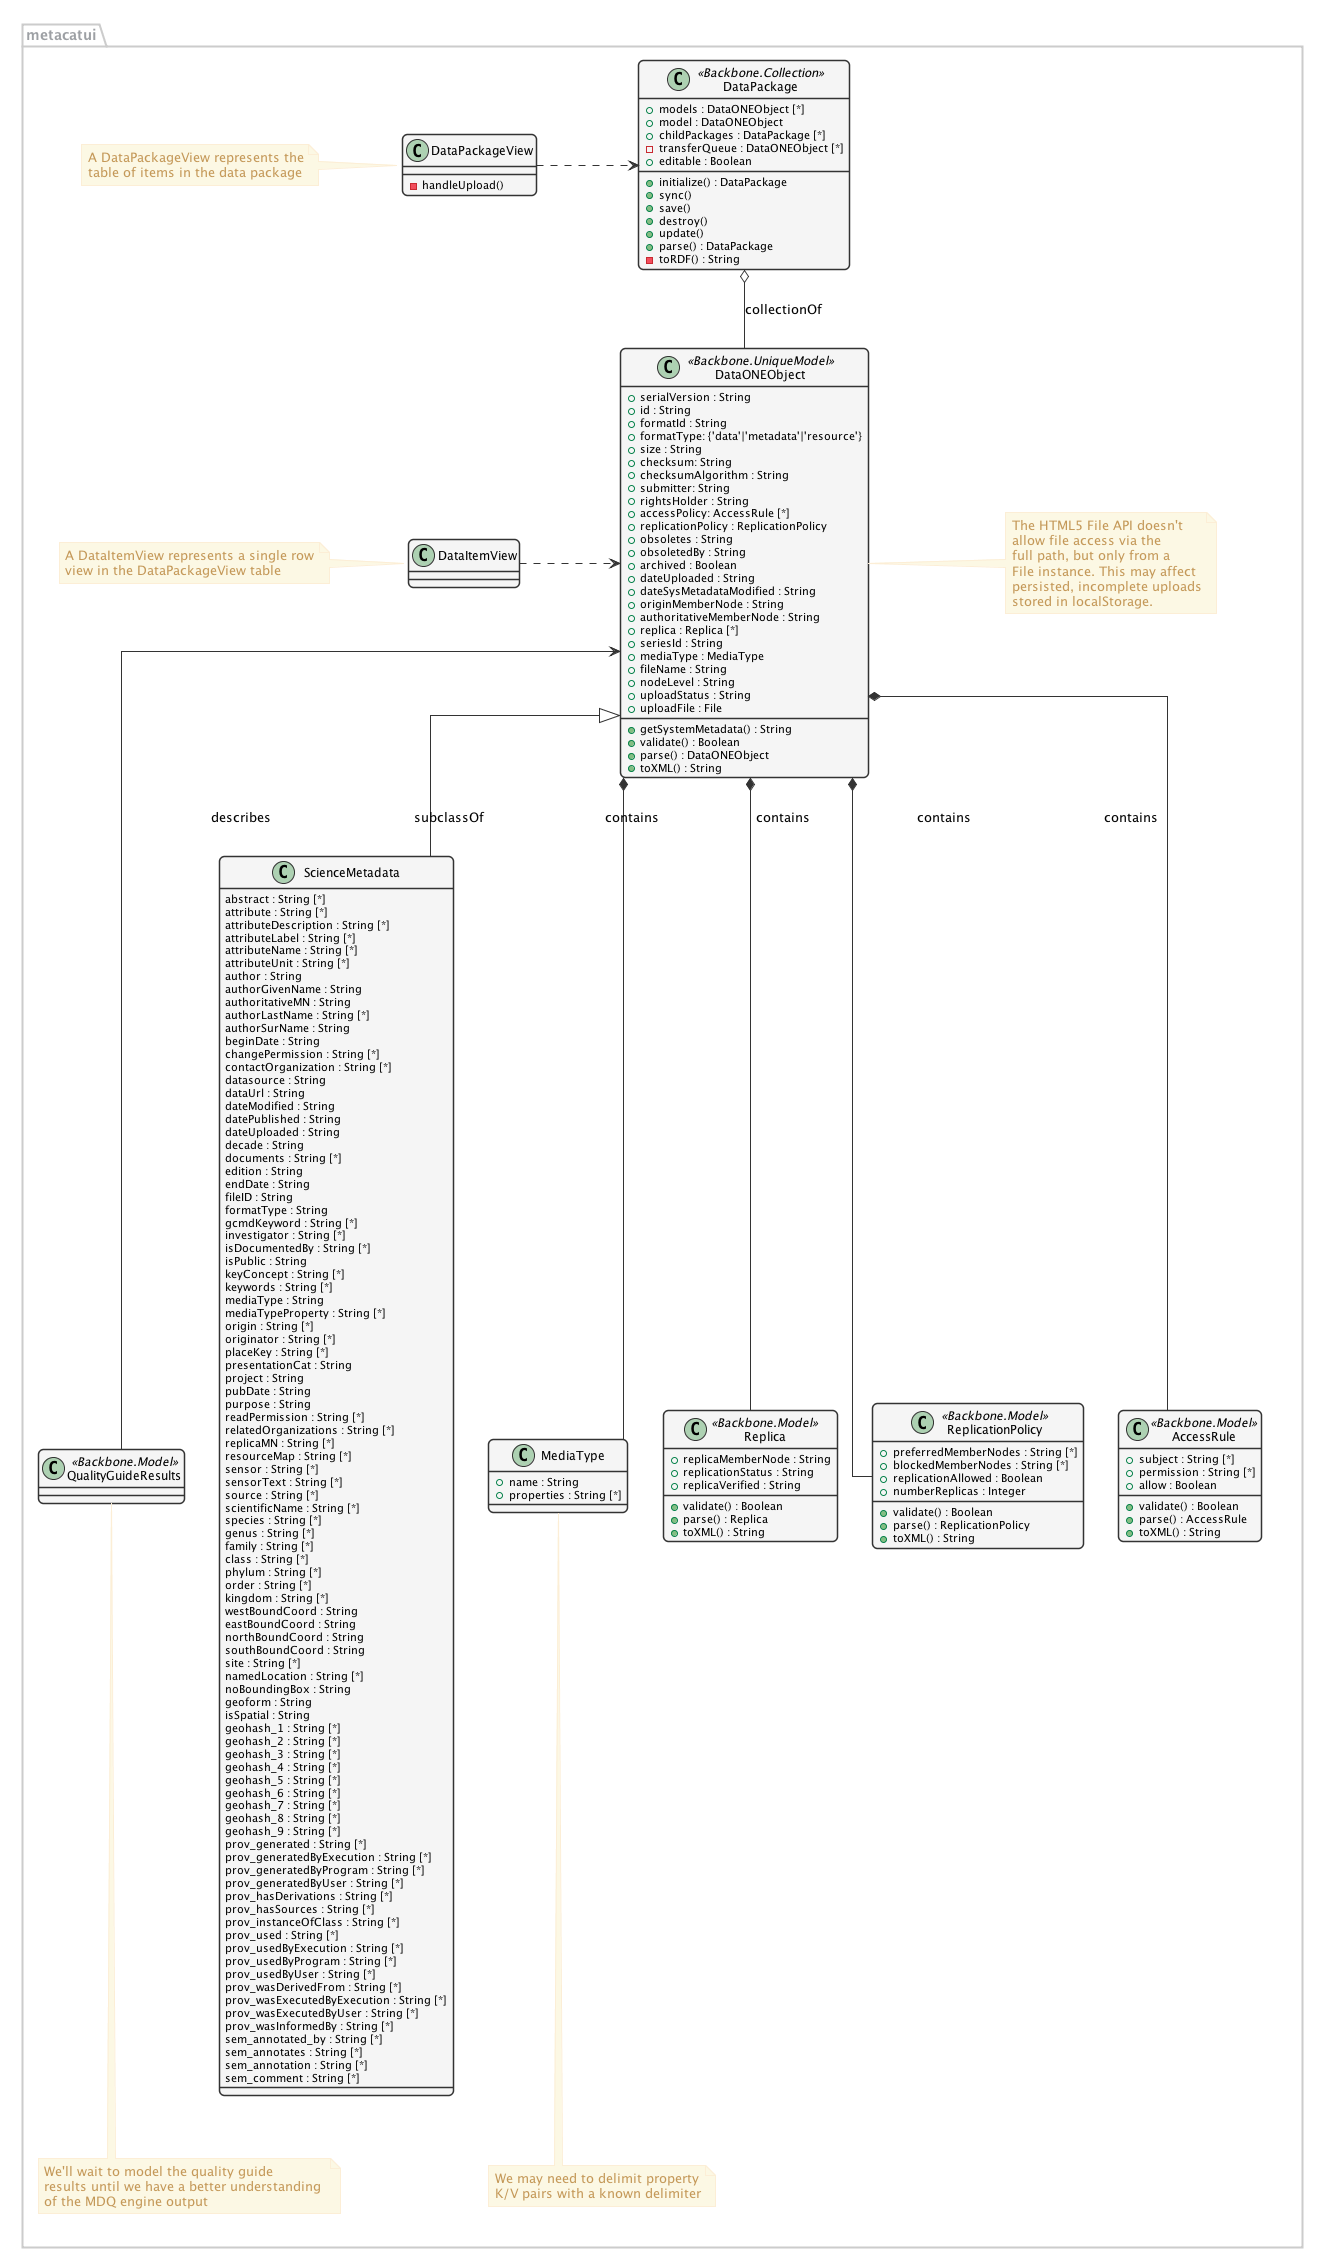 metacatui
C
«Backbone.Collection»
DataPackage
models : DataONEObject [*]
model : DataONEObject
childPackages : DataPackage [*]
transferQueue : DataONEObject [*]
editable : Boolean
initialize() : DataPackage
sync()
save()
destroy()
update()
parse() : DataPackage
toRDF() : String
C
DataPackageView
handleUpload()
A DataPackageView represents the
table of items in the data package
collectionOf
C
«Backbone.UniqueModel»
DataONEObject
serialVersion : String
id : String
formatId : String
formatType: {'data'|'metadata'|'resource'}
size : String
checksum: String
checksumAlgorithm : String
submitter: String
rightsHolder : String
accessPolicy: AccessRule [*]
replicationPolicy : ReplicationPolicy
obsoletes : String
obsoletedBy : String
archived : Boolean
dateUploaded : String
dateSysMetadataModified : String
originMemberNode : String
authoritativeMemberNode : String
replica : Replica [*]
seriesId : String
mediaType : MediaType
fileName : String
nodeLevel : String
uploadStatus : String
uploadFile : File
getSystemMetadata() : String
validate() : Boolean
parse() : DataONEObject
toXML() : String
A DataItemView represents a single row
view in the DataPackageView table
C
DataItemView
The HTML5 File API doesn't
allow file access via the
full path, but only from a
File instance. This may affect
persisted, incomplete uploads
stored in localStorage.
describes
subclassOf
contains
contains
contains
contains
C
ScienceMetadata
abstract : String [*]
attribute : String [*]
attributeDescription : String [*]
attributeLabel : String [*]
attributeName : String [*]
attributeUnit : String [*]
author : String
authorGivenName : String
authoritativeMN : String
authorLastName : String [*]
authorSurName : String
beginDate : String
changePermission : String [*]
contactOrganization : String [*]
datasource : String
dataUrl : String
dateModified : String
datePublished : String
dateUploaded : String
decade : String
documents : String [*]
edition : String
endDate : String
fileID : String
formatType : String
gcmdKeyword : String [*]
investigator : String [*]
isDocumentedBy : String [*]
isPublic : String
keyConcept : String [*]
keywords : String [*]
mediaType : String
mediaTypeProperty : String [*]
origin : String [*]
originator : String [*]
placeKey : String [*]
presentationCat : String
project : String
pubDate : String
purpose : String
readPermission : String [*]
relatedOrganizations : String [*]
replicaMN : String [*]
resourceMap : String [*]
sensor : String [*]
sensorText : String [*]
source : String [*]
scientificName : String [*]
species : String [*]
genus : String [*]
family : String [*]
class : String [*]
phylum : String [*]
order : String [*]
kingdom : String [*]
westBoundCoord : String
eastBoundCoord : String
northBoundCoord : String
southBoundCoord : String
site : String [*]
namedLocation : String [*]
noBoundingBox : String
geoform : String
isSpatial : String
geohash_1 : String [*]
geohash_2 : String [*]
geohash_3 : String [*]
geohash_4 : String [*]
geohash_5 : String [*]
geohash_6 : String [*]
geohash_7 : String [*]
geohash_8 : String [*]
geohash_9 : String [*]
prov_generated : String [*]
prov_generatedByExecution : String [*]
prov_generatedByProgram : String [*]
prov_generatedByUser : String [*]
prov_hasDerivations : String [*]
prov_hasSources : String [*]
prov_instanceOfClass : String [*]
prov_used : String [*]
prov_usedByExecution : String [*]
prov_usedByProgram : String [*]
prov_usedByUser : String [*]
prov_wasDerivedFrom : String [*]
prov_wasExecutedByExecution : String [*]
prov_wasExecutedByUser : String [*]
prov_wasInformedBy : String [*]
sem_annotated_by : String [*]
sem_annotates : String [*]
sem_annotation : String [*]
sem_comment : String [*]
C
«Backbone.Model»
QualityGuideResults
C
MediaType
name : String
properties : String [*]
C
«Backbone.Model»
Replica
replicaMemberNode : String
replicationStatus : String
replicaVerified : String
validate() : Boolean
parse() : Replica
toXML() : String
C
«Backbone.Model»
ReplicationPolicy
preferredMemberNodes : String [*]
blockedMemberNodes : String [*]
replicationAllowed : Boolean
numberReplicas : Integer
validate() : Boolean
parse() : ReplicationPolicy
toXML() : String
C
«Backbone.Model»
AccessRule
subject : String [*]
permission : String [*]
allow : Boolean
validate() : Boolean
parse() : AccessRule
toXML() : String
We'll wait to model the quality guide
results until we have a better understanding
of the MDQ engine output
We may need to delimit property
K/V pairs with a known delimiter